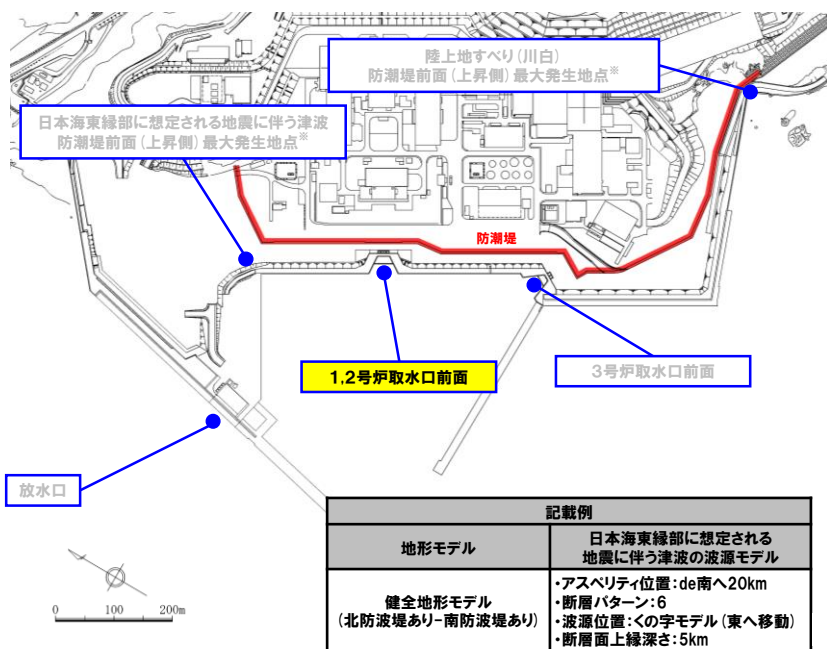 陸上地すべり(川白)
防潮堤前面(上昇側)最大発生地点※
日本海東縁部に想定される地震に伴う津波
防潮堤前面(上昇側)最大発生地点※
防潮堤
1,2号炉取水口前面
3号炉取水口前面
放水口
0 100 200m
記載例
地形モデル
日本海東縁部に想定される
地震に伴う津波の波源モデル
健全地形モデル
(北防波堤あり-南防波堤あり)
・アスペリティ位置:de南へ20km
・断層パターン:6
・波源位置:くの字モデル(東へ移動)
・断層面上縁深さ:5km